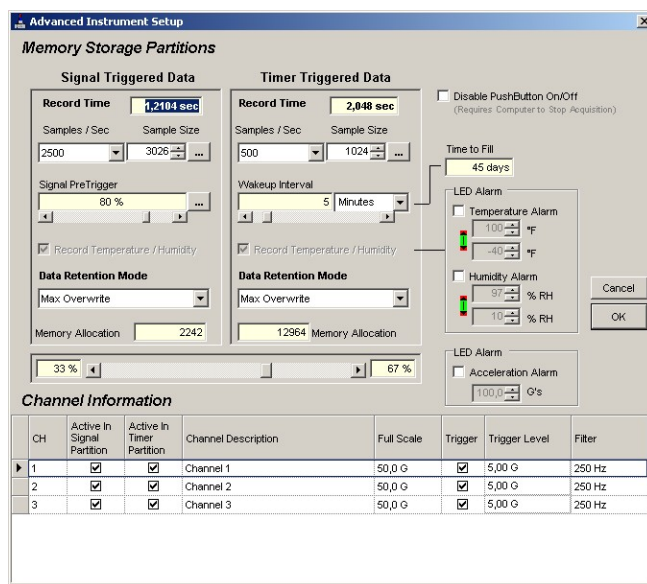 Advanced Instrument Setup
Memory Storage Partitions
Signal Triggered Data
Record Time 1,2104 sec
Samples / Sec Sample Size
2500 3026 ...
Signal PreTrigger
80 % ...
Record Temperature / Humidity
Data Retention Mode
Max Overwrite
Memory Allocation 2242
Timer Triggered Data
Record Time 2,048 sec
Samples / Sec Sample Size
500 1024 ...
Wakeup Interval
5 Minutes
Record Temperature / Humidity
Data Retention Mode
Max Overwrite
12964 Memory Allocation
33 % 67 %
Disable PushButton On/Off
(Requires Computer to Stop Acquisition)
Time to Fill
45 days
LED Alarm
Temperature Alarm
100 °F
-40 °F
Humidity Alarm
97 % RH
10 % RH
LED Alarm
Acceleration Alarm
100,0 G's
Cancel
OK
Channel Information
CH Active In Signal Partition Active In Timer Partition Channel Description Full Scale Trigger Trigger Level Filter
1 Channel 1 50,0 G 5,00 G 250 Hz
2 Channel 2 50,0 G 5,00 G 250 Hz
3 Channel 3 50,0 G 5,00 G 250 Hz